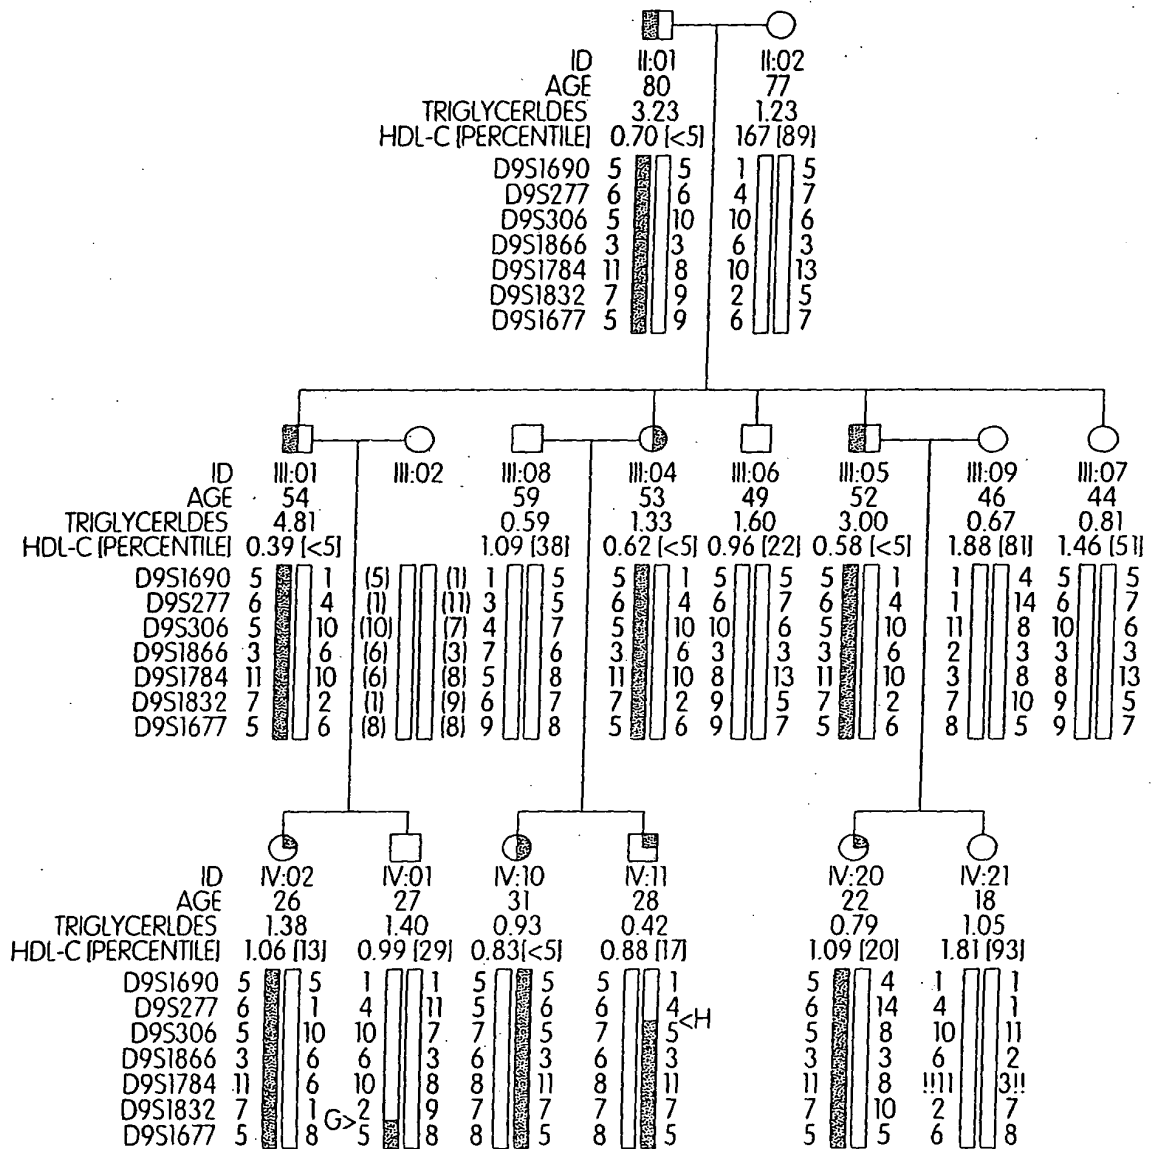 ID II:01 II:02
AGE 80 77
TRIGLYCERLDES 3.23 1.23
HDL-C [PERCENTILE] 0.70 [<5] 167 [89]
D9S1690 5 5 1 5
D9S277 6 6 4 7
D9S306 5 10 10 6
D9S1866 3 3 6 3
D9S1784 11 8 10 13
D9S1832 7 9 2 5
D9S1677 5 9 6 7
ID III:01 III:02 III:08 III:04 III:06 III:05 III:09 III:07
AGE 54 59 53 49 52 46 44
TRIGLYCERLDES 4.81 0.59 1.33 1.60 3.00 0.67 0.81
HDL-C [PERCENTILE] 0.39 [<5] 1.09 [38] 0.62 [<5] 0.96 [22] 0.58 [<5] 1.88 [81] 1.46 [51]
D9S1690 5 1 (5) (1) 1 5 5 1 5 5 5 1 1 4 5 5
D9S277 6 4 (1) (11) 3 5 6 4 6 7 6 4 1 14 6 7
D9S306 5 10 (10) (7) 4 7 5 10 10 6 5 10 11 8 10 6
D9S1866 3 6 (6) (3) 7 6 3 6 3 3 3 6 2 3 3 3
D9S1784 11 10 (6) (8) 5 8 11 10 8 13 11 10 3 8 8 13
D9S1832 7 2 (1) (9) 6 7 7 2 9 5 7 2 7 10 9 5
D9S1677 5 6 (8) (8) 9 8 5 6 9 7 5 6 8 5 9 7
ID IV:02 IV:01 IV:10 IV:11 IV:20 IV:21
AGE 26 27 31 28 22 18
TRIGLYCERLDES 1.38 1.40 0.93 0.42 0.79 1.05
HDL-C [PERCENTILE] 1.06 [13] 0.99 [29] 0.83[<5] 0.88 [17] 1.09 [20] 1.81 [93]
D9S1690 5 5 1 1 5 5 5 1 5 4 1 1
D9S277 6 1 4 11 5 6 6 4 6 14 4 1
<H
D9S306 5 10 10 7 7 5 7 5 5 8 10 11
D9S1866 3 6 6 3 6 3 6 3 3 3 6 2
D9S1784 11 6 10 8 8 11 8 11 11 8 !!11 3!!
D9S1832 7 1 2 9 7 7 7 7 7 10 2 7
G>
D9S1677 5 8 5 8 8 5 8 5 5 5 6 8